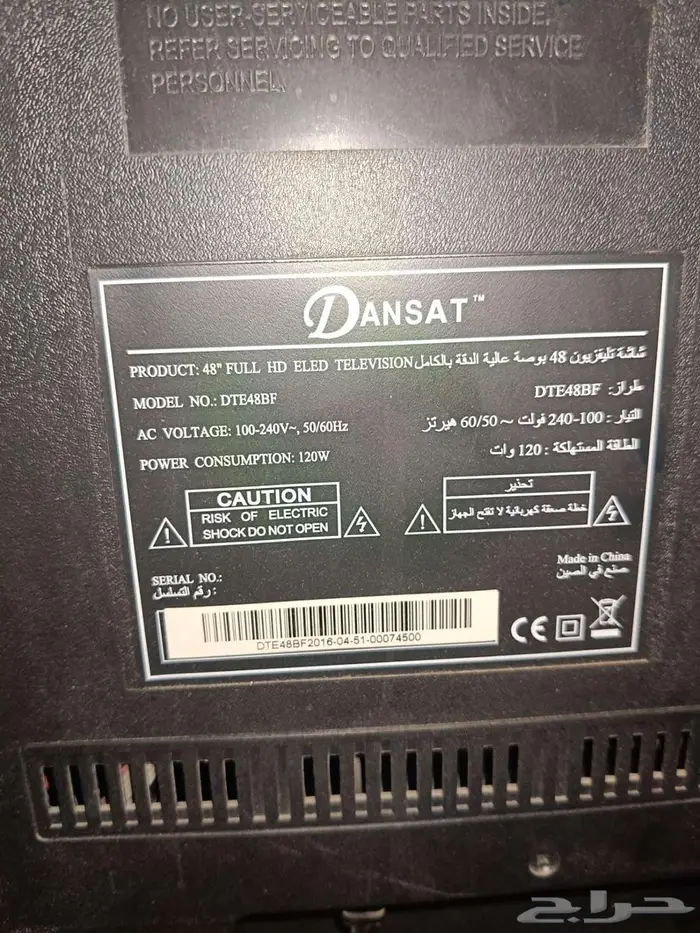 NO USER-SERVICEABLE PARTS INSIDE.
REFER SERVICING TO QUALIFIED SERVICE
PERSONNEL.
DANSAT™
PRODUCT: 48" FULL HD ELED TELEVISION شاشة تليفزيون 48 بوصة عالية الدقة بالكامل
MODEL NO.: DTE48BF
طراز: DTE48BF
AC VOLTAGE: 100-240V~, 50/60Hz
التيار: 100-240 فولت ~ 60/50 هيرتز
POWER CONSUMPTION: 120W
الطاقة المستهلكة: 120 وات
CAUTION
RISK OF ELECTRIC
SHOCK DO NOT OPEN
تحذير
خطة صعقة كهربائية لا تفتح الجهاز
Made in China
صنع في الصين
SERIAL NO.:
رقم التسلسل:
DTE48BF2016-04-51-00074500
CE
حراج